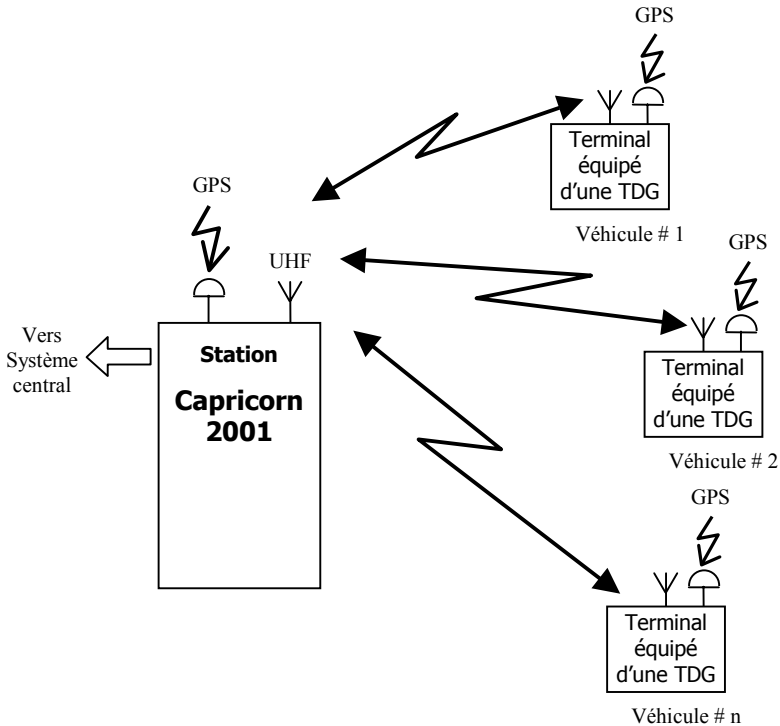 GPS
Terminal
équipé
d'une TDG
Véhicule # 1
GPS
UHF
GPS
Vers
Système
central
Station
Capricorn
2001
Terminal
équipé
d'une TDG
Véhicule # 2
GPS
Terminal
équipé
d'une TDG
Véhicule # n